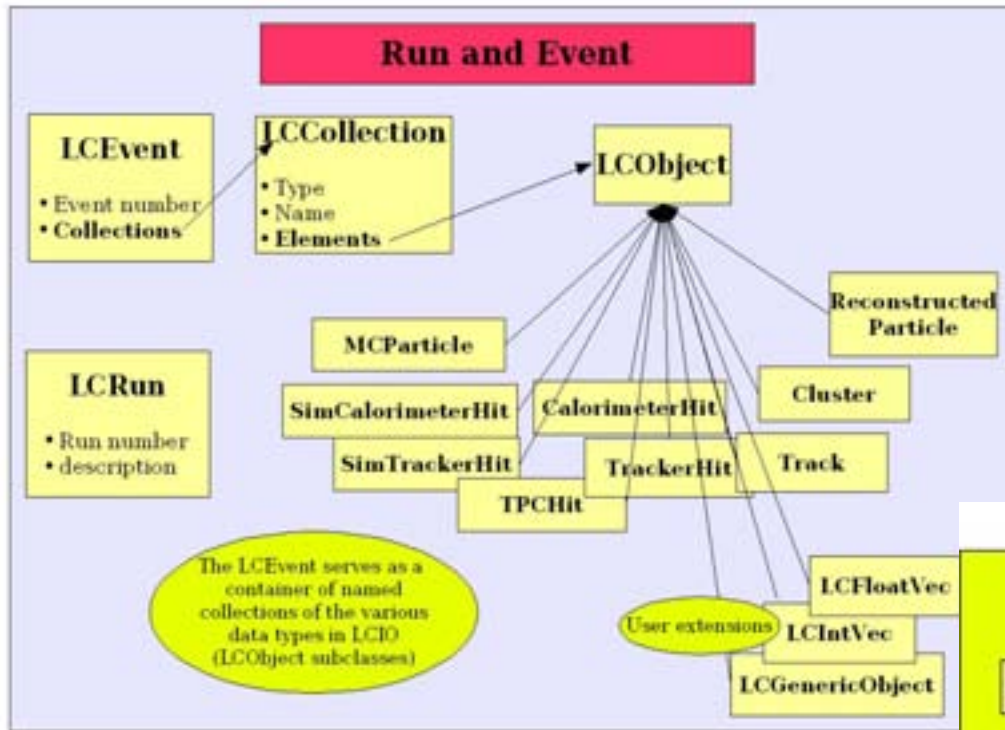 Run and Event
LCEvent
• Event number
• Collections
LCCollection
• Type
• Name
• Elements
LCObject
Reconstructed
Particle
MCParticle
LCRun
• Run number
• description
SimCalorimeterHit
CalorimeterHit
Cluster
SimTrackerHit
TrackerHit
Track
TPCHit
The LCEvent serves as a
container of named
collections of the various
data types in LCIO
(LCObject subclasses)
LCFloatVec
User extensions
LCIntVec
LCGenericObject